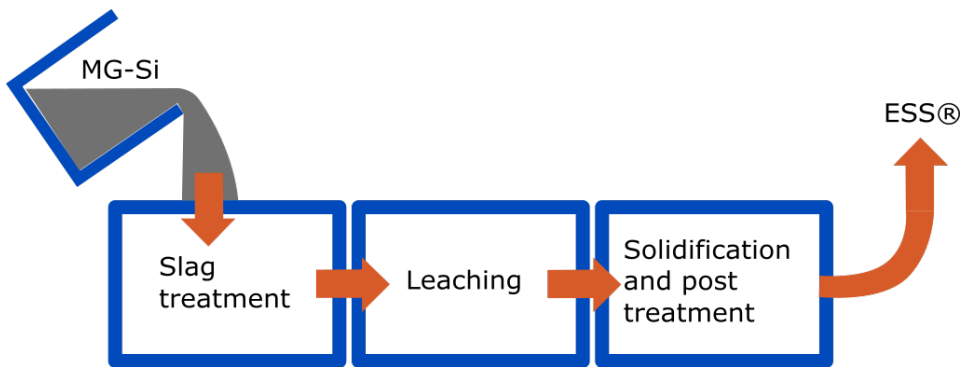 MG-Si
ESS®
Slag
treatment
Leaching
Solidification
and post
treatment